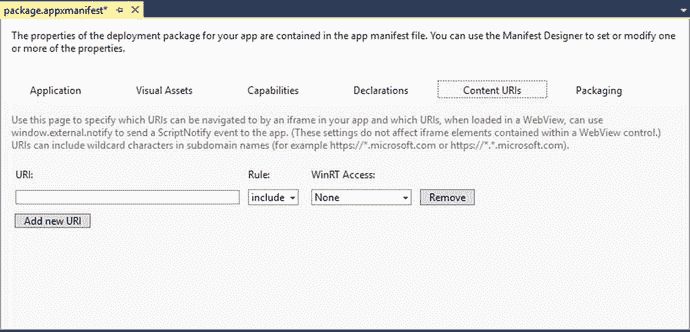 package.appxmanifest*
The properties of the deployment package for your app are contained in the app manifest file. You can use the Manifest Designer to set or modify one
or more of the properties.
Application Visual Assets Capabilities Declarations Content URIs Packaging
Use this page to specify which URIs can be navigated to by an iframe in your app and which URIs, when loaded in a WebView, can use
window.external.notify to send a ScriptNotify event to the app. (These settings do not affect iframe elements contained within a WebView control.)
URIs can include wildcard characters in subdomain names (for example https://*.microsoft.com or https://*.*.microsoft.com).
URI: Rule: WinRT Access:
include None Remove
Add new URI